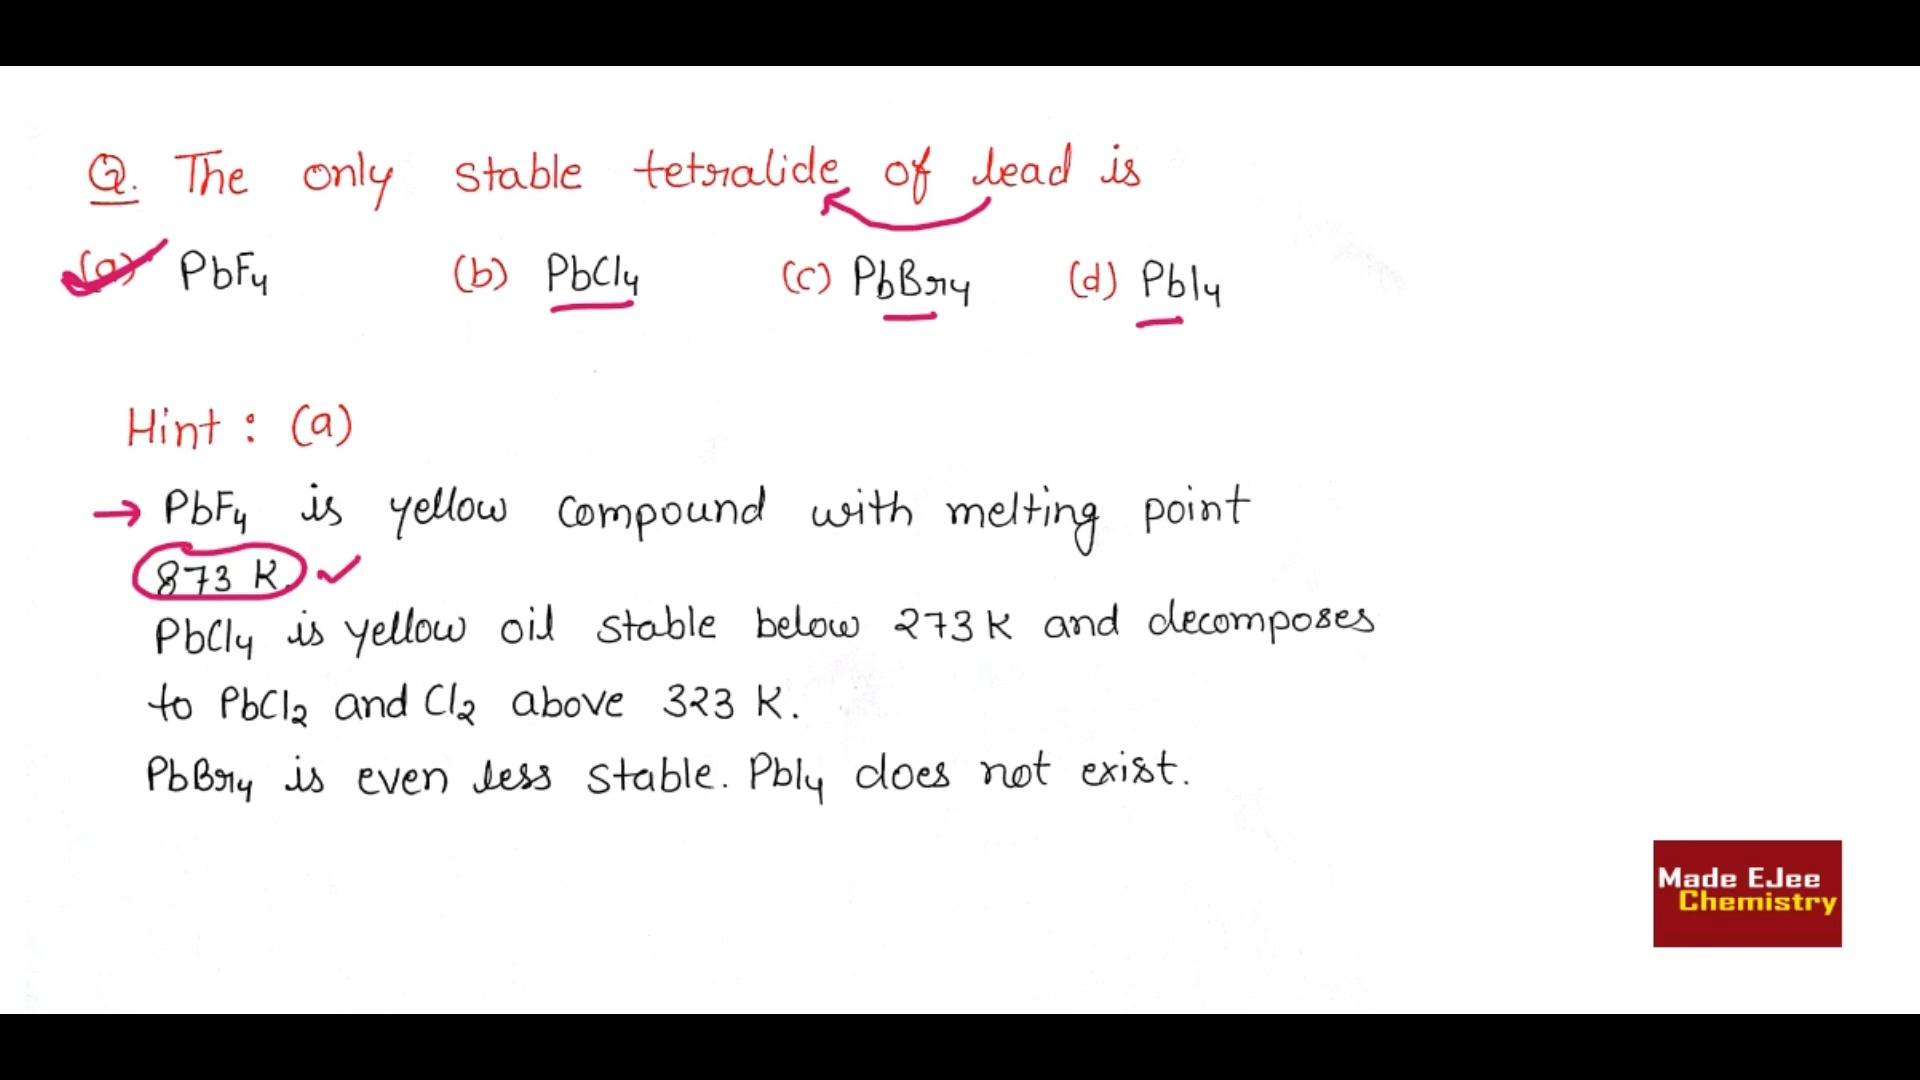 Q. The only stable tetralide of lead is
(a) PbF4 (b) PbCl4 (c) PbBr4 (d) PbI4
Hint : (a)
→ PbF4 is yellow compound with melting point
873 K.
PbCl4 is yellow oil stable below 273 K and decomposes
to PbCl2 and Cl2 above 323 K.
PbBr4 is even less stable. PbI4 does not exist.
Made EJee
Chemistry